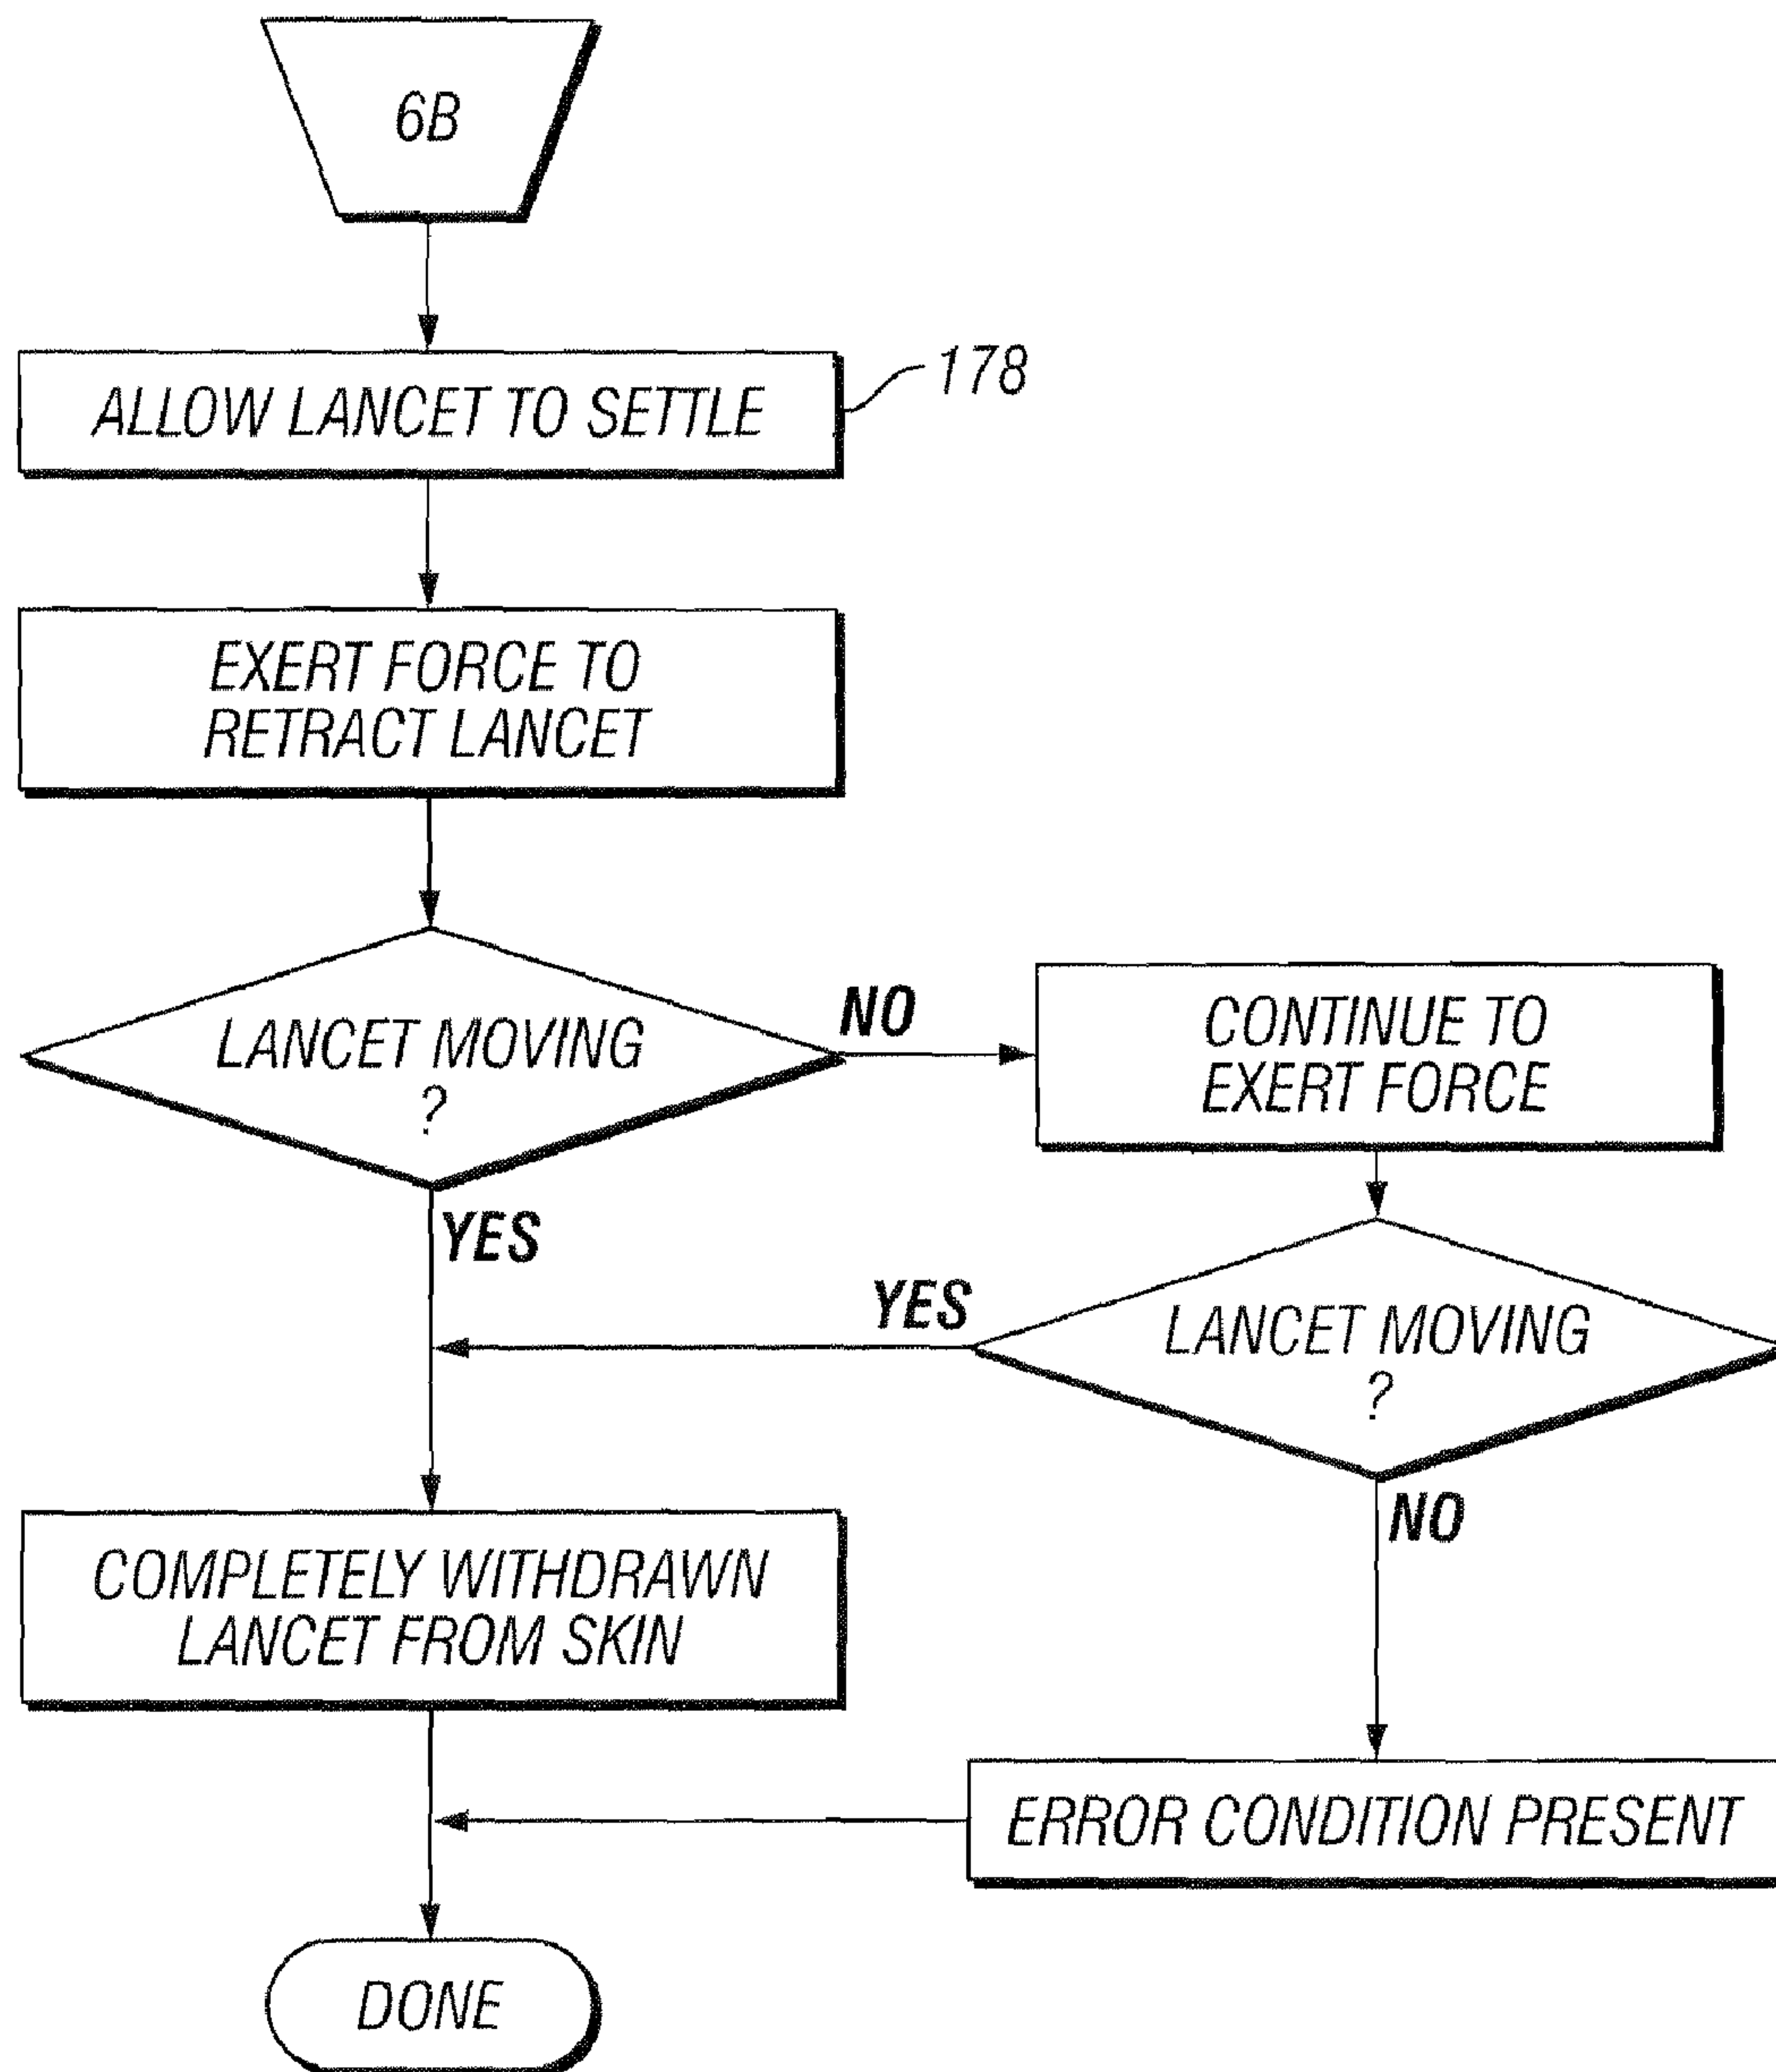 6B
ALLOW LANCET TO SETTLE
178
EXERT FORCE TO
RETRACT LANCET
LANCET MOVING
?
NO
CONTINUE TO
EXERT FORCE
YES
YES
LANCET MOVING
?
NO
COMPLETELY WITHDRAWN
LANCET FROM SKIN
ERROR CONDITION PRESENT
DONE